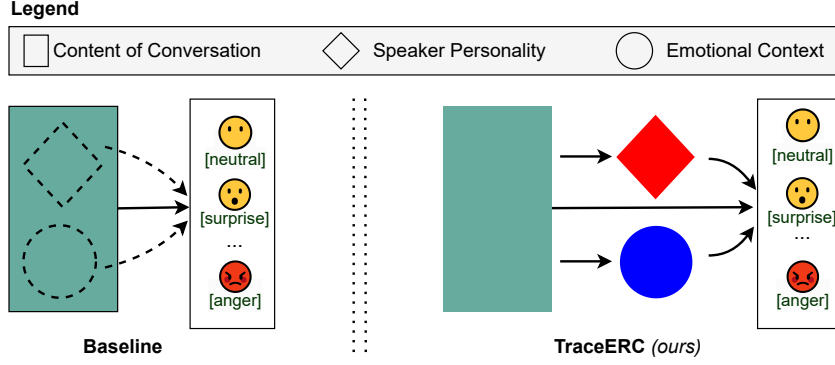 Legend
Content of Conversation Speaker Personality Emotional Context
[neutral]
[surprise]
...
[anger]
Baseline
[neutral]
[surprise]
...
[anger]
TraceERC (ours)